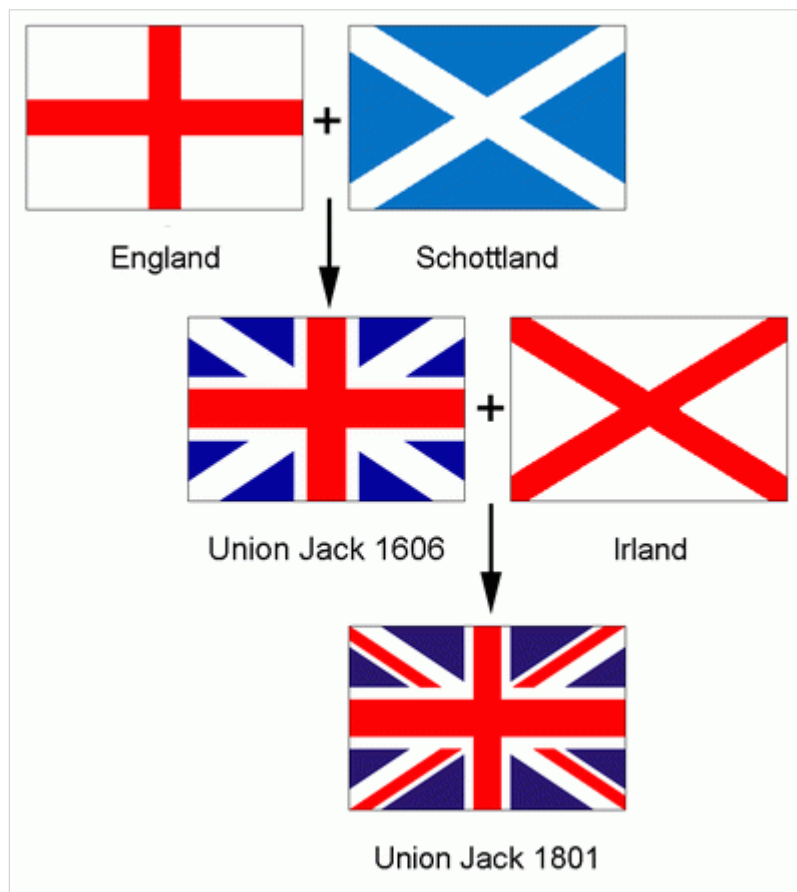 +
England
Schottland
+
Union Jack 1606
Irland
Union Jack 1801